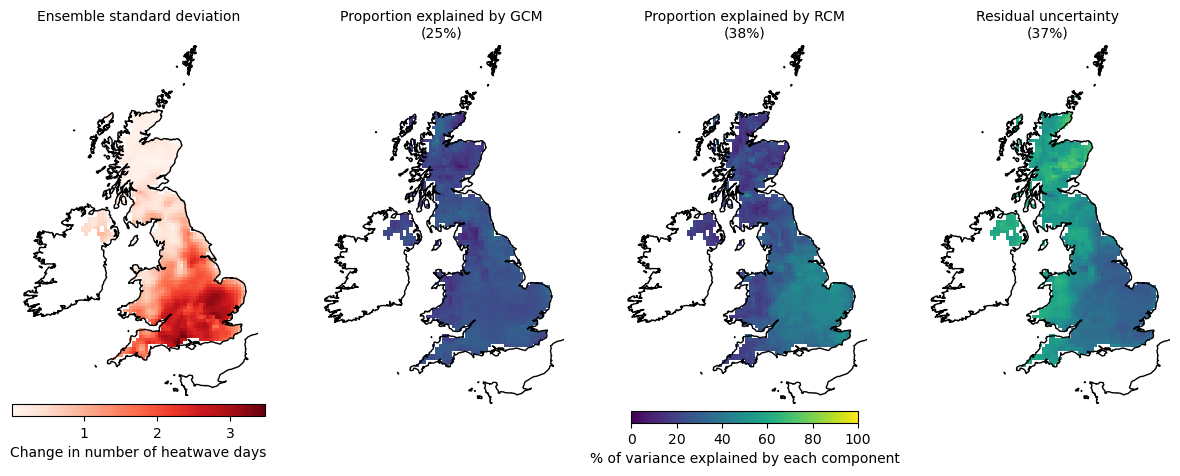 Ensemble standard deviation
Proportion explained by GCM
(25%)
Proportion explained by RCM
(38%)
Residual uncertainty
(37%)
1 2 3
Change in number of heatwave days
0 20 40 60 80 100
% of variance explained by each component